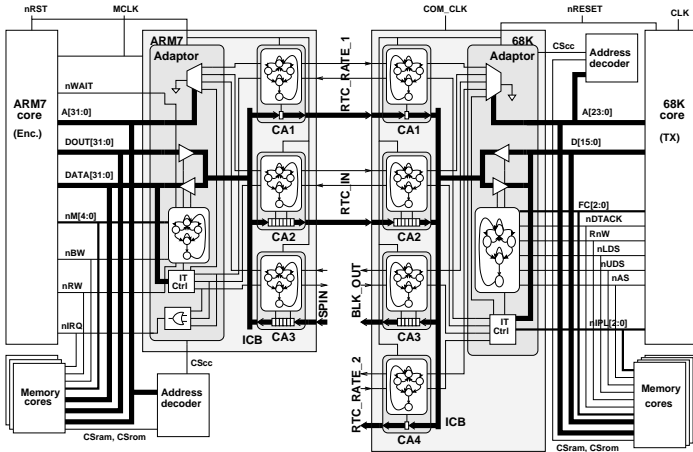 nRST
MCLK
COM_CLK
nRESET
CLK
ARM7
Adaptor
68K
Adaptor
CScc
Address
decoder
nWAIT
ARM7
core
(Enc.)
A[31:0]
DOUT[31:0]
DATA[31:0]
nM[4:0]
nBW
nRW
nIRQ
IT
Ctrl
CA1
CA2
CA3
ICB
RTC_RATE_1
RTC_IN
SPIN
BLK_OUT
RTC_RATE_2
CA1
CA2
CA3
CA4
ICB
IT
Ctrl
A[23:0]
D[15:0]
68K
core
(TX)
FC[2:0]
nDTACK
RnW
nLDS
nUDS
nAS
nIPL[2:0]
Memory
cores
CScc
Address
decoder
CSram, CSrom
Memory
cores
CSram, CSrom